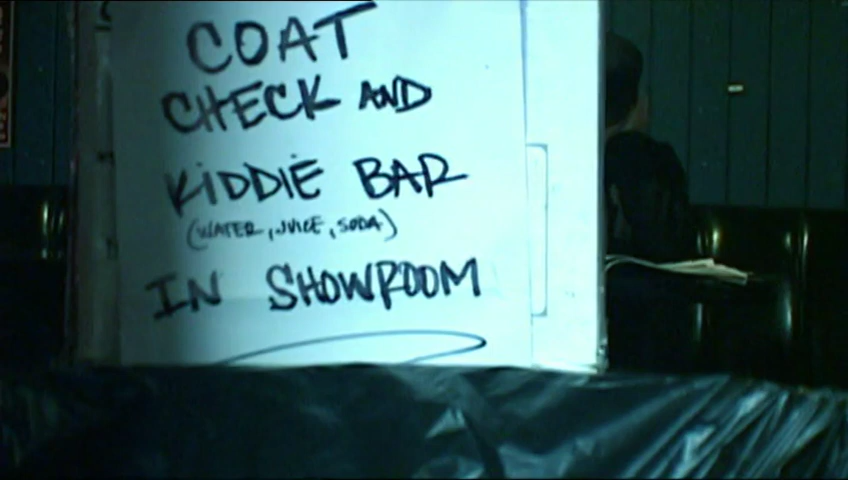 COAT
CHECK AND
KIDDIE BAR
(WATER, JUICE, SODA)
IN SHOWROOM